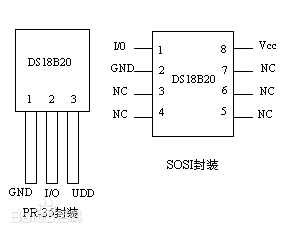 DS18B20
1 2 3
GND I/O UDD
PR-35封装
I/O 1 8 Vcc
GND 2 DS18B20 7 NC
NC 3 6 NC
NC 4 5 NC
SOSI封装